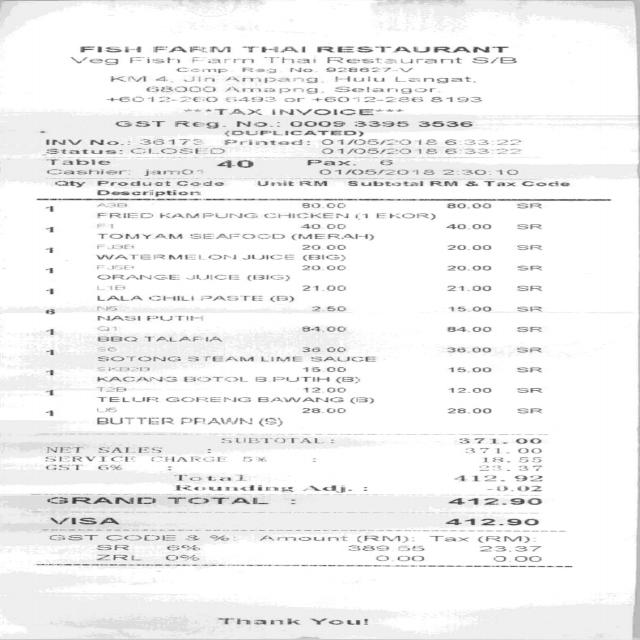 FISH FARM THAI RESTAURANT
Veg Fish Farm Thai Restaurant S/B
Comp. Reg. No. 928627-V
KM 4, Jln Ampang, Hulu Langat,
68000 Amapng, Selangor.
+6012-260 6493 or +6012-286 8193
***TAX INVOICE***
GST Reg. No.: 0009 3395 3536
(DUPLICATED)
INV No.: 36173 Printed: 01/05/2018 6:33:22
Status: CLOSED 01/05/2018 6:33:22
Table 40 Pax. 6
Cashier: jam01 01/05/2018 2:30:10
Qty Product Code Unit RM Subtotal RM & Tax Code
Description
1 A3B 80.00 80.00 SR
FRIED KAMPUNG CHICKEN (1 EKOR)
1 F1 40.00 40.00 SR
TOMYAM SEAFOOD (MERAH)
1 FJ3B 20.00 20.00 SR
WATERMELON JUICE (BIG)
1 FJ5B 20.00 20.00 SR
ORANGE JUICE (BIG)
1 L1B 21.00 21.00 SR
LALA CHILI PASTE (B)
6 N5 2.50 15.00 SR
NASI PUTIH
1 Q1 84.00 84.00 SR
BBQ TALAPIA
1 36.00 36.00 SR
SOTONG STEAM LIME SAUCE
1 SKB2B 15.00 15.00 SR
KACANG BOTOL B.PUTIH (B)
1 T2B 12.00 12.00 SR
TELUR GORENG BAWANG (B)
1 U5 28.00 28.00 SR
BUTTER PRAWN (S)
SUBTOTAL: 371.00
NET SALES : 371.00
SERVICE CHARGE 5% : 18.55
GST 6% : 23.37
Total 412.92
Rounding Adj. : -0.02
GRAND TOTAL : 412.90
VISA 412.90
GST CODE & %: Amount (RM): Tax (RM):
SR 6% 389.55 23.37
ZRL 0% 0.00 0.00
Thank You!